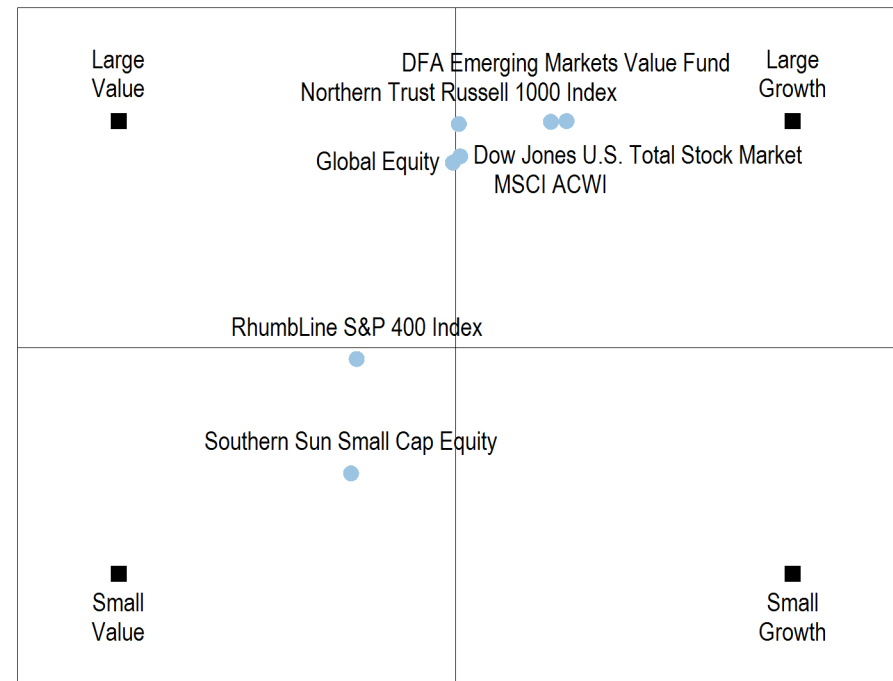 Large
Value
DFA Emerging Markets Value Fund
Northern Trust Russell 1000 Index
Large
Growth
Global Equity
Dow Jones U.S. Total Stock Market
MSCI ACWI
RhumbLine S&P 400 Index
Southern Sun Small Cap Equity
Small
Value
Small
Growth